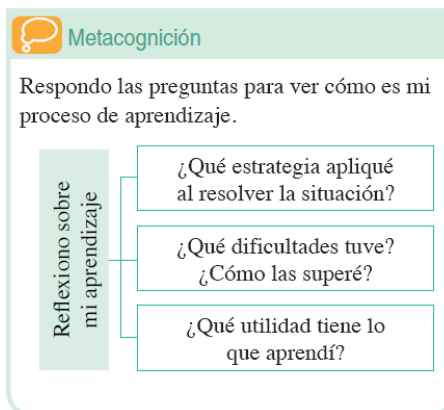 Metacognición
Respondo las preguntas para ver cómo es mi
proceso de aprendizaje.
Reflexiono sobre
mi aprendizaje
¿Qué estrategia apliqué
al resolver la situación?
¿Qué dificultades tuve?
¿Cómo las superé?
¿Qué utilidad tiene lo
que aprendí?